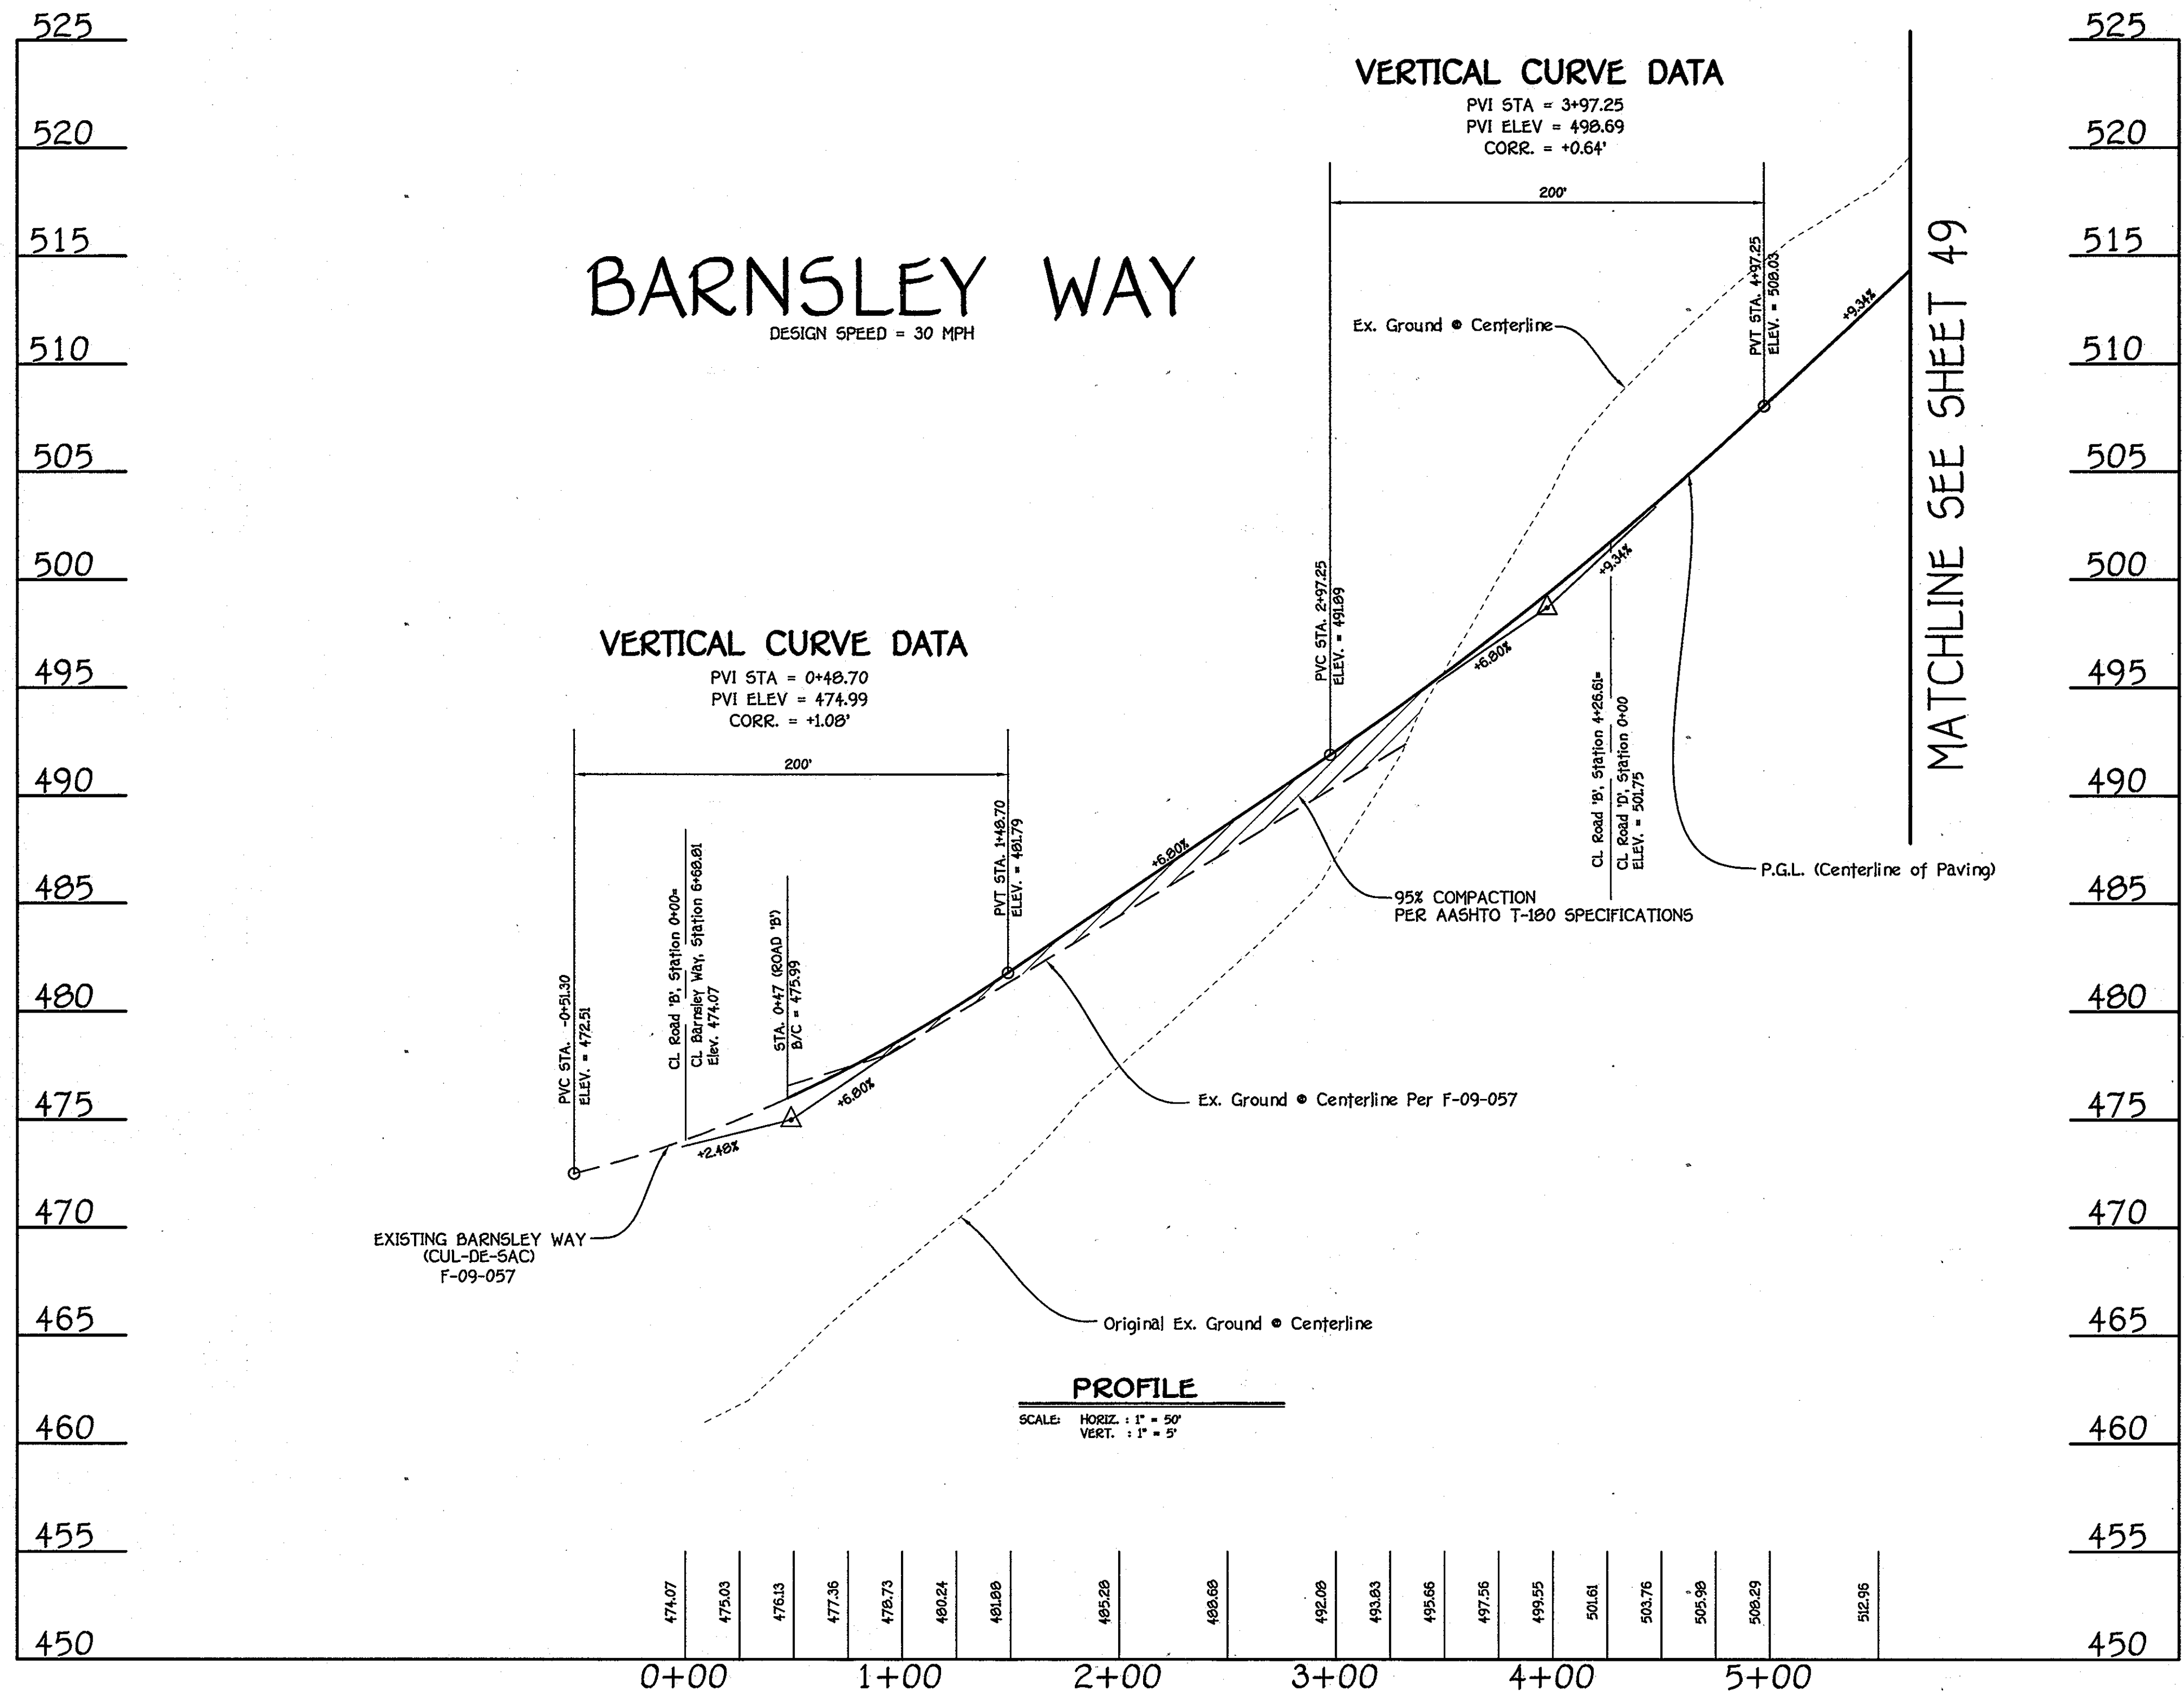 525
520
515
510
505
500
495
490
485
480
475
470
465
460
455
450
BARNSLEY WAY
DESIGN SPEED = 30 MPH
VERTICAL CURVE DATA
PVI STA = 3+97.25
PVI ELEV = 498.69
CORR. = +0.64'
200'
PVC STA. 2+97.25
ELEV. = 491.89
PVT STA. 4+97.25
ELEV. = 508.03
Ex. Ground @ Centerline
+9.34%
+9.34%
+6.80%
CL Road 'B', Station 4+26.61=
CL Road 'D', Station 0+00
ELEV. = 501.75
P.G.L. (Centerline of Paving)
MATCHLINE SEE SHEET 49
VERTICAL CURVE DATA
PVI STA = 0+48.70
PVI ELEV = 474.99
CORR. = +1.08'
200'
PVC STA. -0+51.30
ELEV. = 472.51
CL Road 'B', Station 0+00=
CL Barnsley Way, Station 6+68.81
Elev. 474.07
STA. 0+47 (ROAD 'B')
B/C = 475.99
PVT STA. 1+48.70
ELEV. = 481.79
+6.80%
+6.80%
+2.48%
95% COMPACTION
PER AASHTO T-180 SPECIFICATIONS
Ex. Ground @ Centerline Per F-09-057
EXISTING BARNSLEY WAY
(CUL-DE-SAC)
F-09-057
Original Ex. Ground @ Centerline
PROFILE
SCALE: HORIZ. : 1" = 50'
VERT. : 1" = 5'
474.07
475.03
476.13
477.36
478.73
480.24
481.88
485.28
488.68
492.08
493.83
495.66
497.56
499.55
501.61
503.76
505.98
508.29
512.96
0+00
1+00
2+00
3+00
4+00
5+00
525
520
515
510
505
500
495
490
485
480
475
470
465
460
455
450